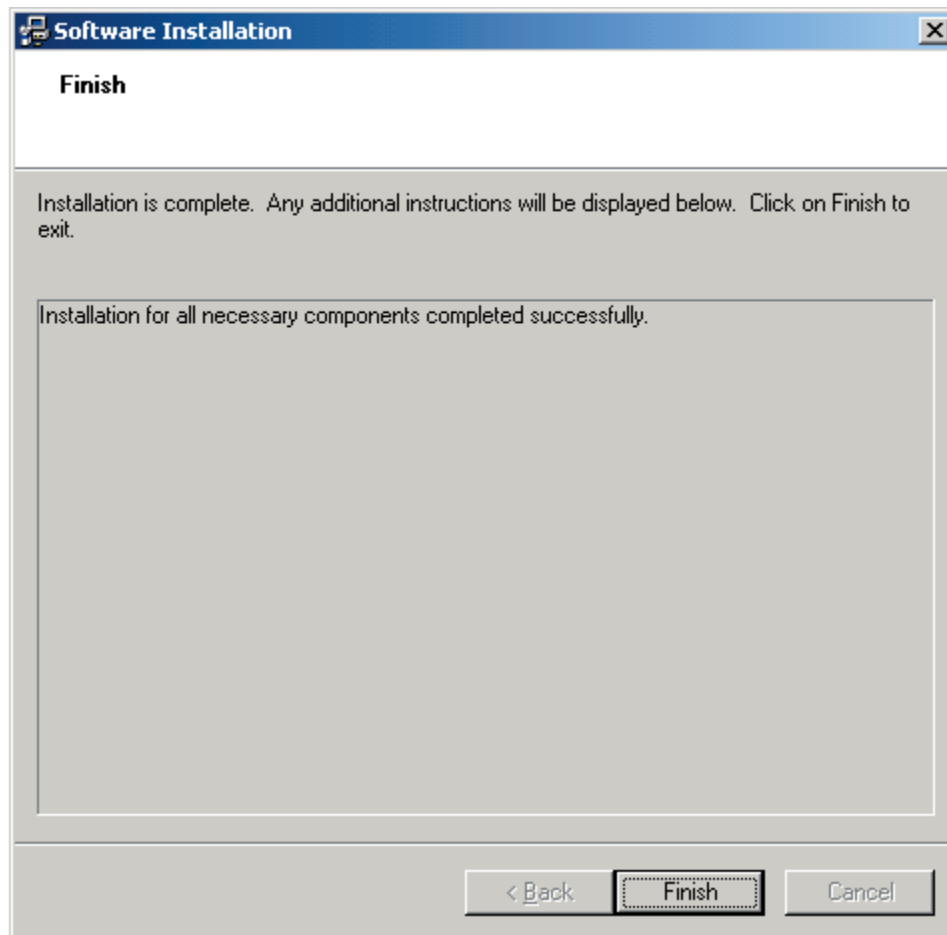 Software Installation
Finish
Installation is complete.  Any additional instructions will be displayed below.  Click on Finish to
exit.
Installation for all necessary components completed successfully.
< Back
Finish
Cancel